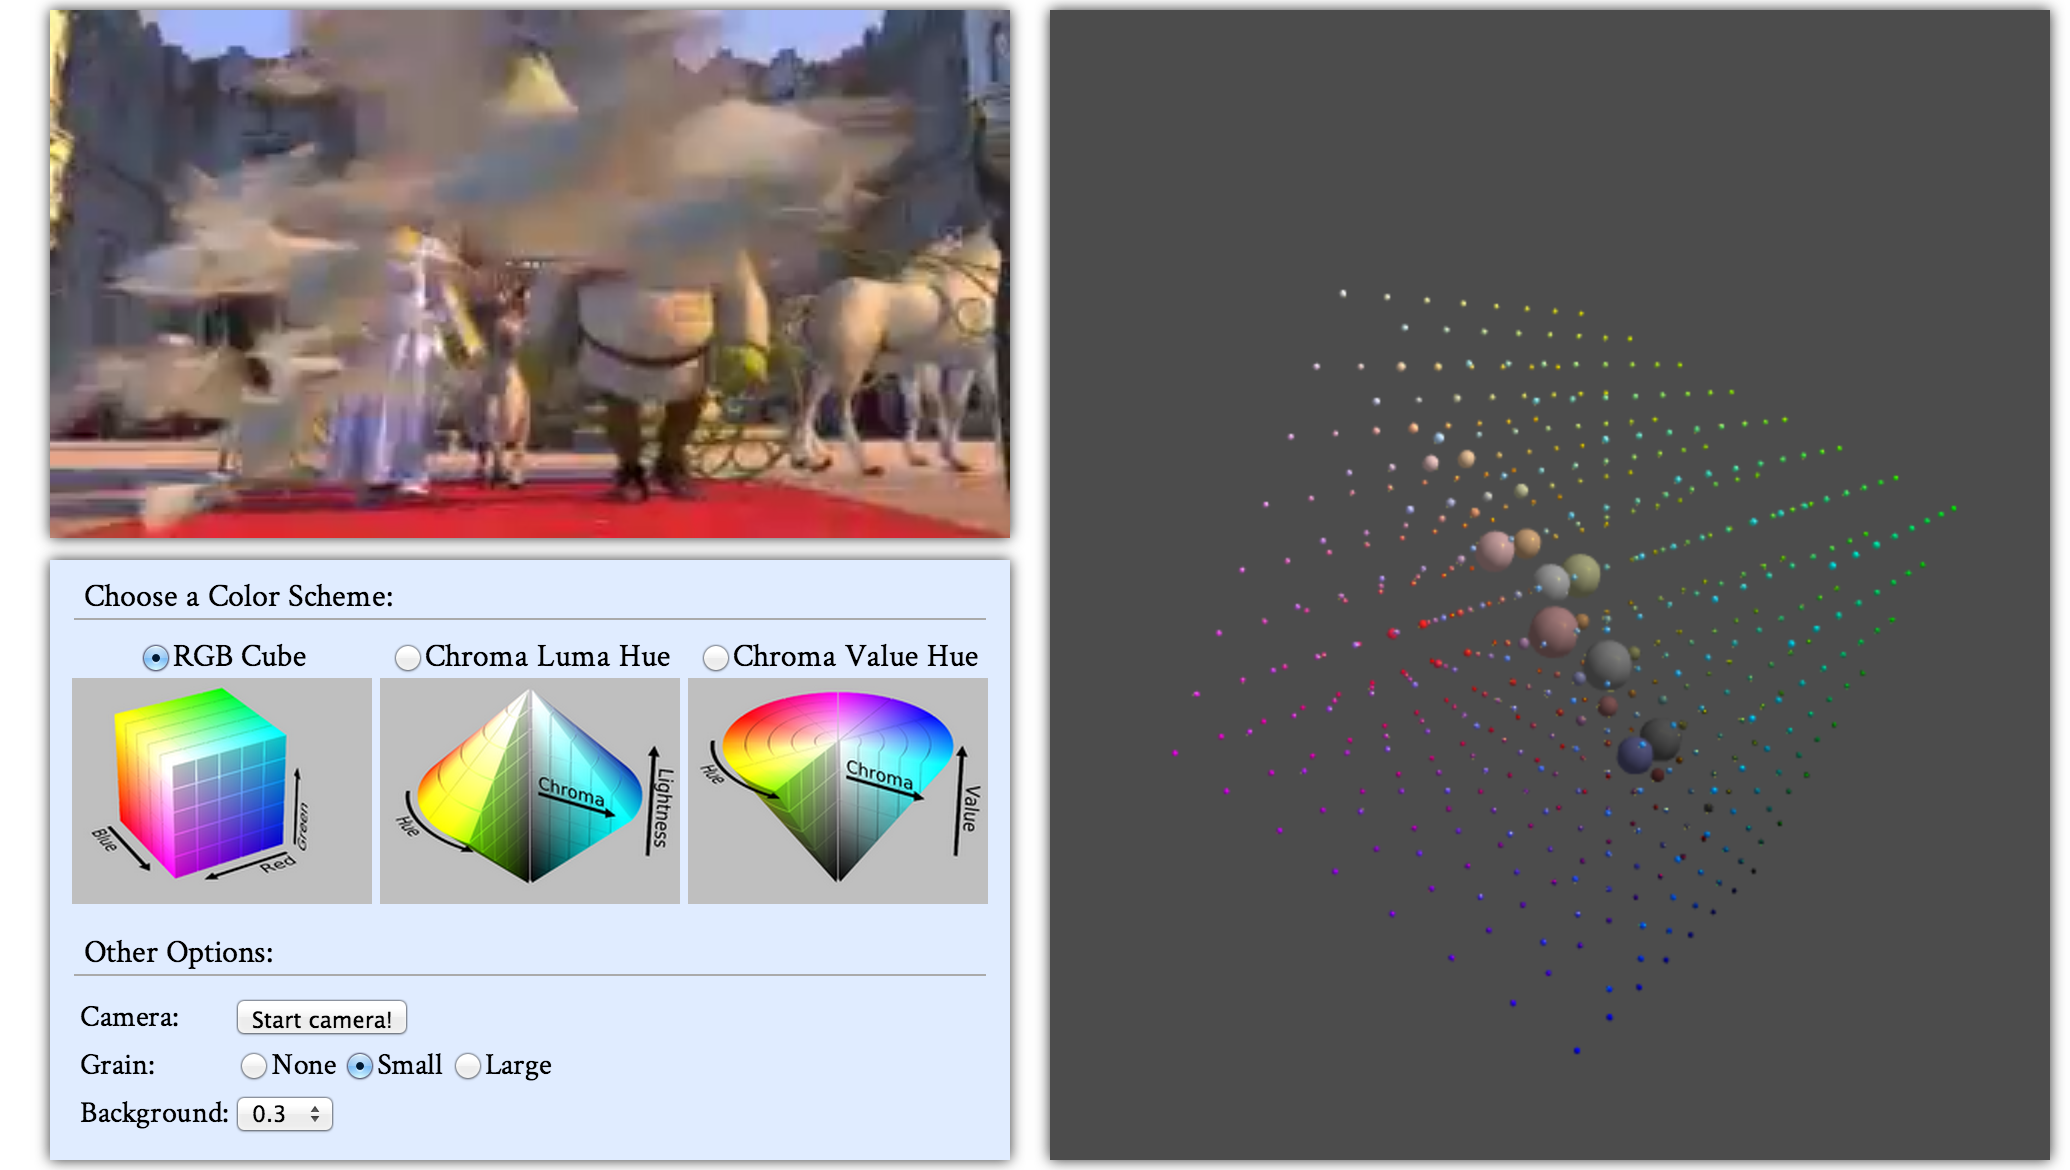 Choose a Color Scheme:
RGB Cube
Chroma Luma Hue
Chroma Value Hue
Blue
Red
Green
Hue
Chroma
Lightness
Hue
Chroma
Value
Other Options:
Camera: Start camera!
Grain: None Small Large
Background: 0.3